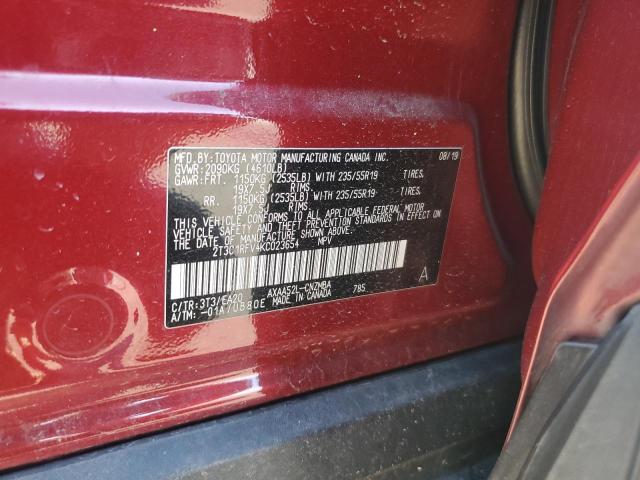 MFD.BY:TOYOTA MOTOR MANUFACTURING CANADA INC. 08/19
GVWR:2090KG (4610LB)
GAWR:FRT. 1150KG (2535LB) WITH 235/55R19 TIRES,
19X7.5J RIMS,
RR. 1150KG (2535LB) WITH 235/55R19 TIRES,
19X7.5J RIMS,
THIS VEHICLE CONFORMS TO ALL APPLICABLE FEDERAL MOTOR
VEHICLE SAFETY AND THEFT PREVENTION STANDARDS IN EFFECT ON
THE DATE OF MANUFACTURE SHOWN ABOVE.
2T3C1RFV4KC023654 MPV
A
C/TR:3T3/EA20 AXAA52L-CNZMBA 785
A/TM:-01A/UB80E MADE IN CANADA